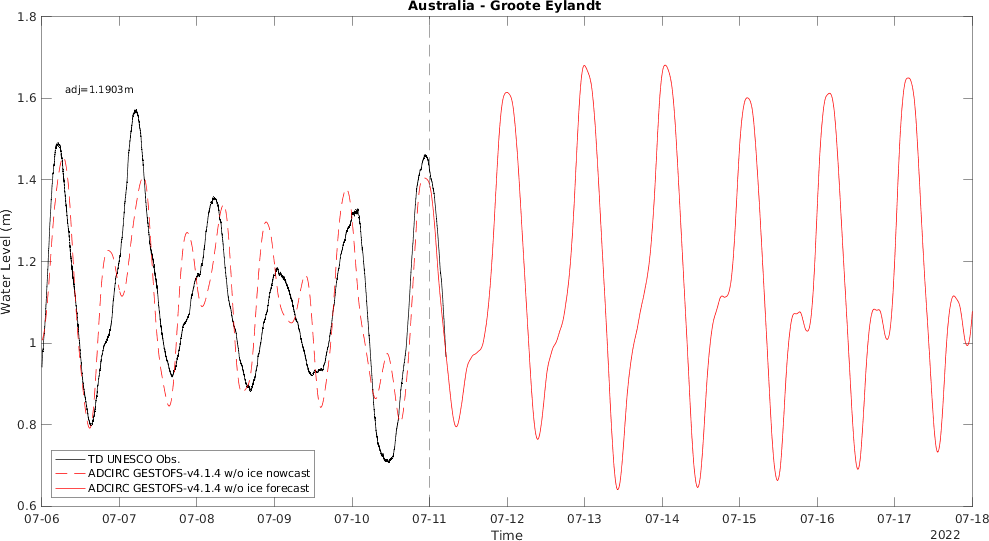 Australia - Groote Eylandt
adj=1.1903m
Water Level (m)
1.8
1.6
1.4
1.2
1
0.8
0.6
TD UNESCO Obs.
ADCIRC GESTOFS-v4.1.4 w/o ice nowcast
ADCIRC GESTOFS-v4.1.4 w/o ice forecast
07-06 07-07 07-08 07-09 07-10 07-11 07-12 07-13 07-14 07-15 07-16 07-17 07-18
Time
2022